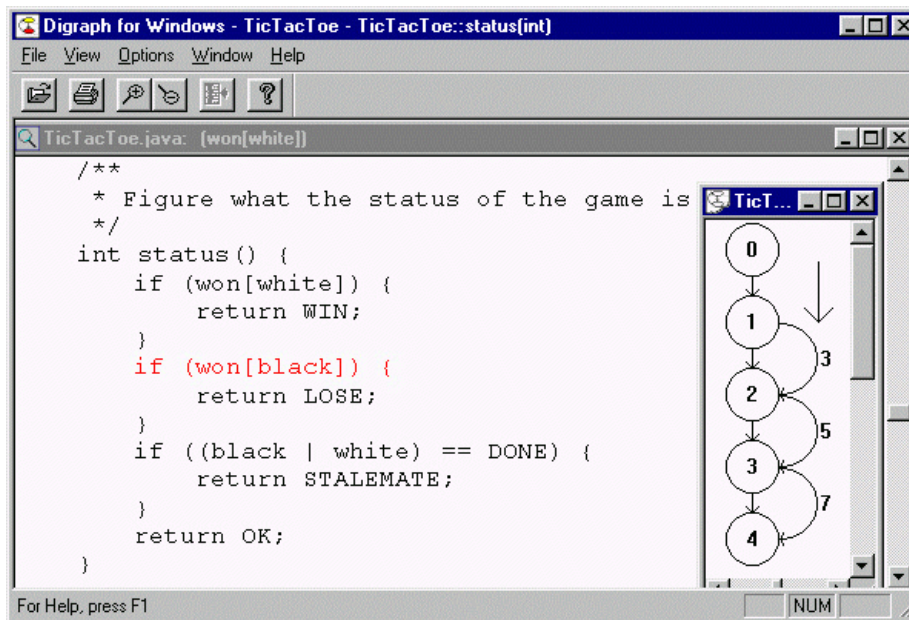 Digraph for Windows - TicTacToe - TicTacToe::status(int)
File View Options Window Help
TicTacToe.java: (won[white])
/**
* Figure what the status of the game is
*/
int status() {
if (won[white]) {
return WIN;
}
if (won[black]) {
return LOSE;
}
if ((black | white) == DONE) {
return STALEMATE;
}
return OK;
}
TicT...
0
1
3
2
5
3
7
4
For Help, press F1
NUM